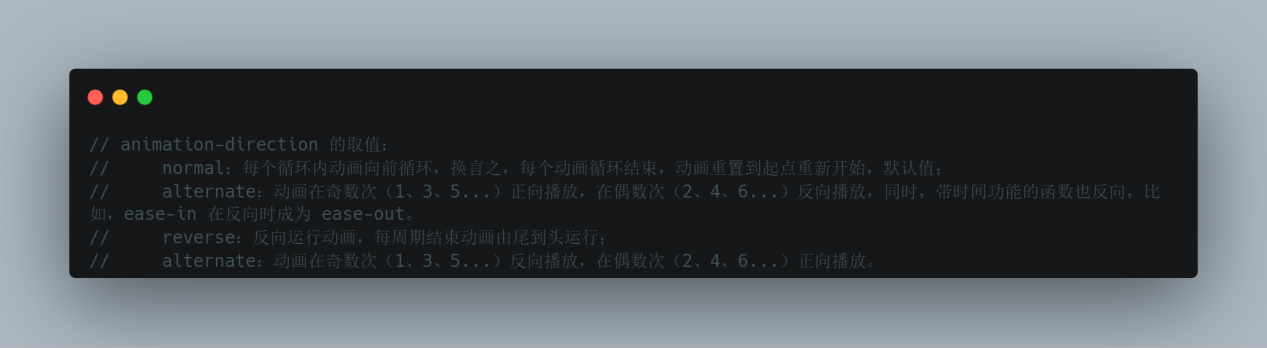 // animation-direction 的取值：
//     normal：每个循环内动画向前循环，换言之，每个动画循环结束，动画重置到起点重新开始，默认值；
//     alternate：动画在奇数次（1、3、5...）正向播放，在偶数次（2、4、6...）反向播放，同时，带时间功能的函数也反向，比
如，ease-in 在反向时成为 ease-out。
//     reverse：反向运行动画，每周期结束动画由尾到头运行；
//     alternate：动画在奇数次（1、3、5...）反向播放，在偶数次（2、4、6...）正向播放。